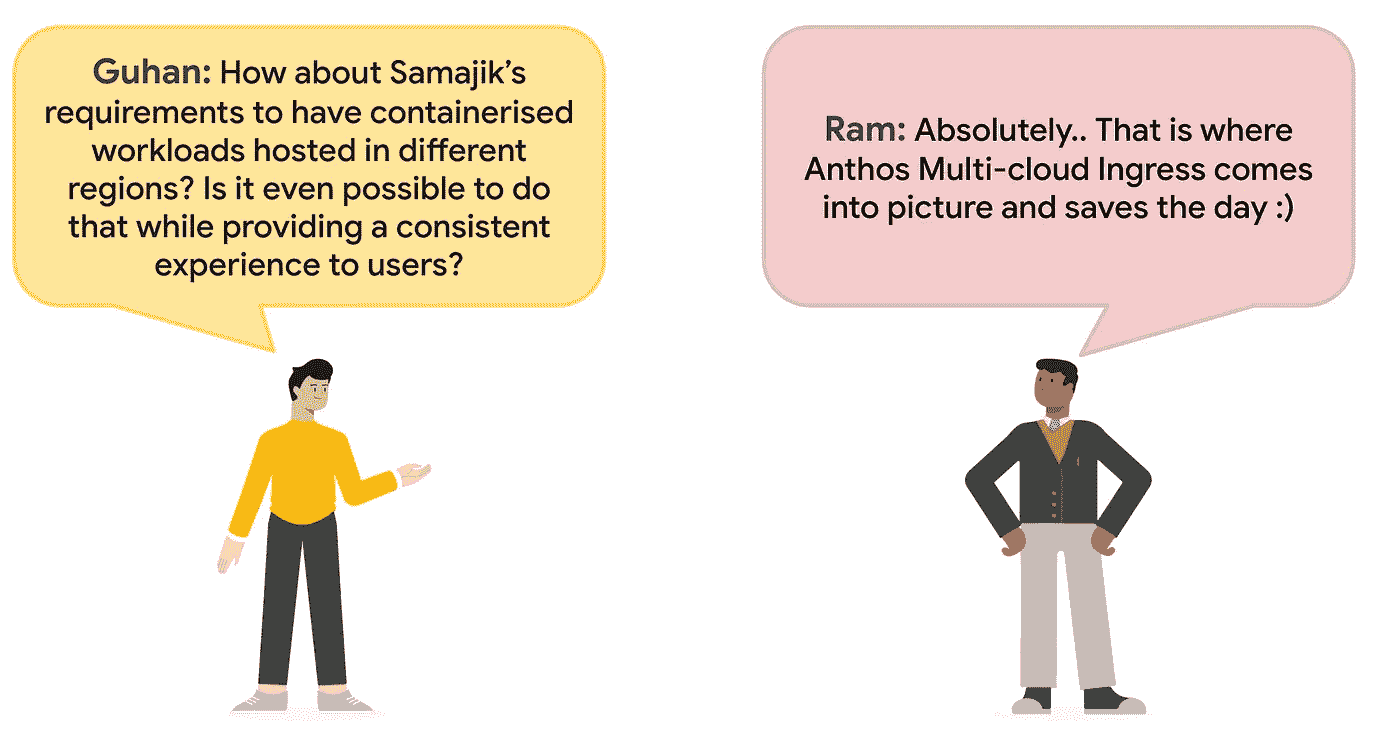 Guhan: How about Samajik’s
requirements to have containerised
workloads hosted in different
regions? Is it even possible to do
that while providing a consistent
experience to users?
Ram: Absolutely.. That is where
Anthos Multi-cloud Ingress comes
into picture and saves the day :)